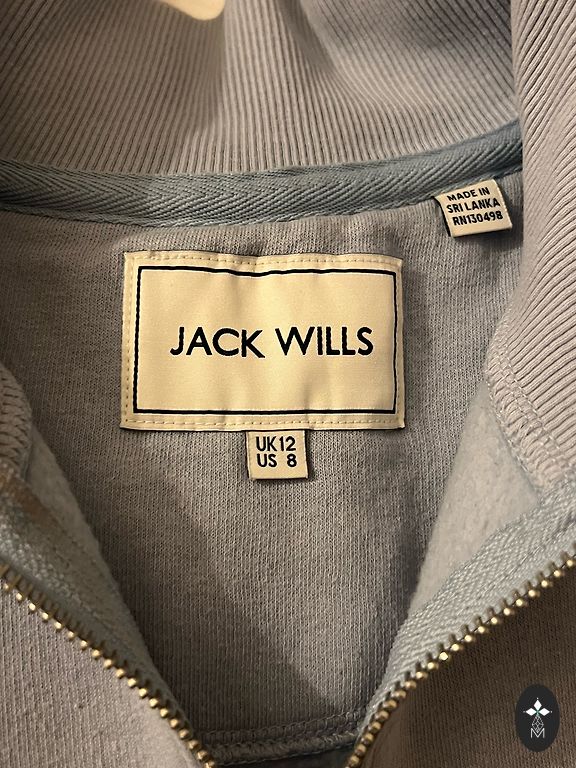 MADE IN
SRI LANKA
RN130498
JACK WILLS
UK12
US 8